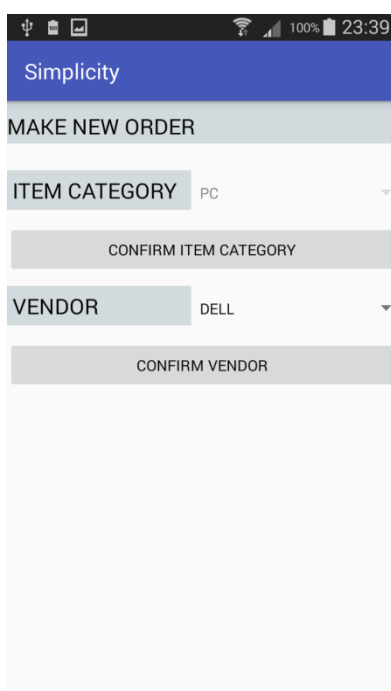 100% 23:39
Simplicity
MAKE NEW ORDER
ITEM CATEGORY PC
CONFIRM ITEM CATEGORY
VENDOR DELL
CONFIRM VENDOR